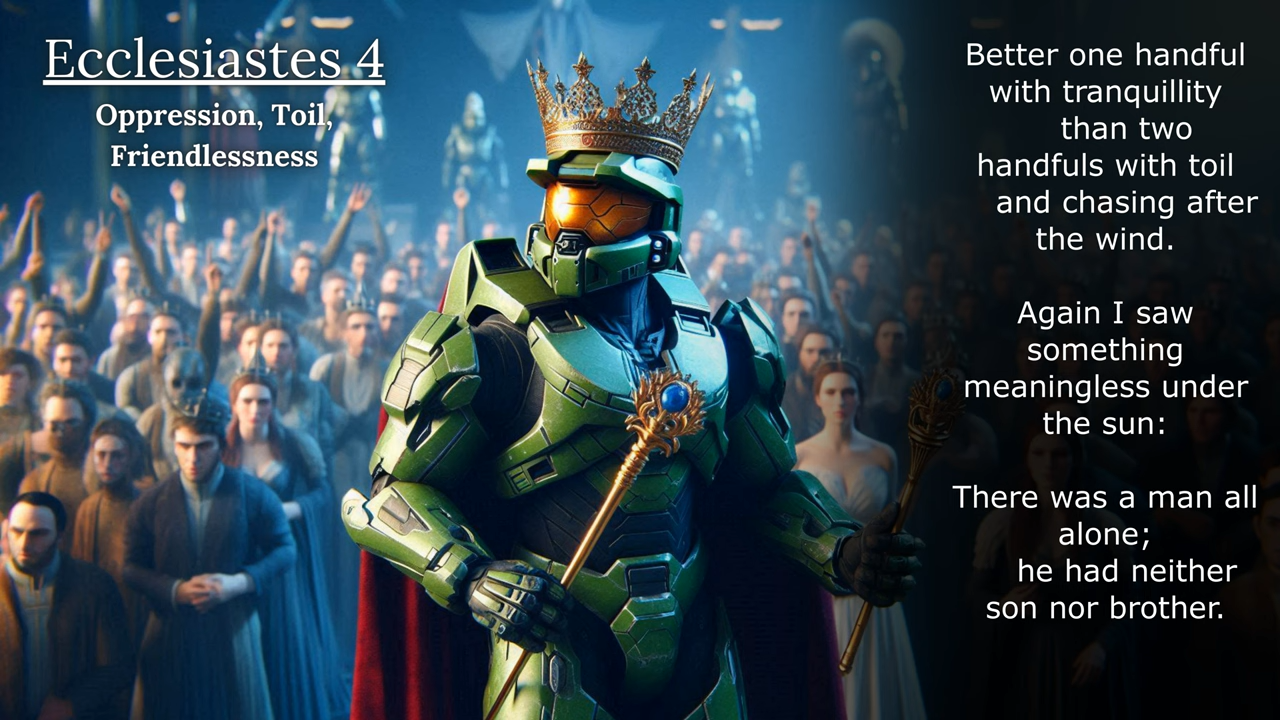 Ecclesiastes 4
Oppression, Toil,
Friendlessness
Better one handful
with tranquillity
than two
handfuls with toil
and chasing after
the wind.
Again I saw
something
meaningless under
the sun:
There was a man all
alone;
he had neither
son nor brother.